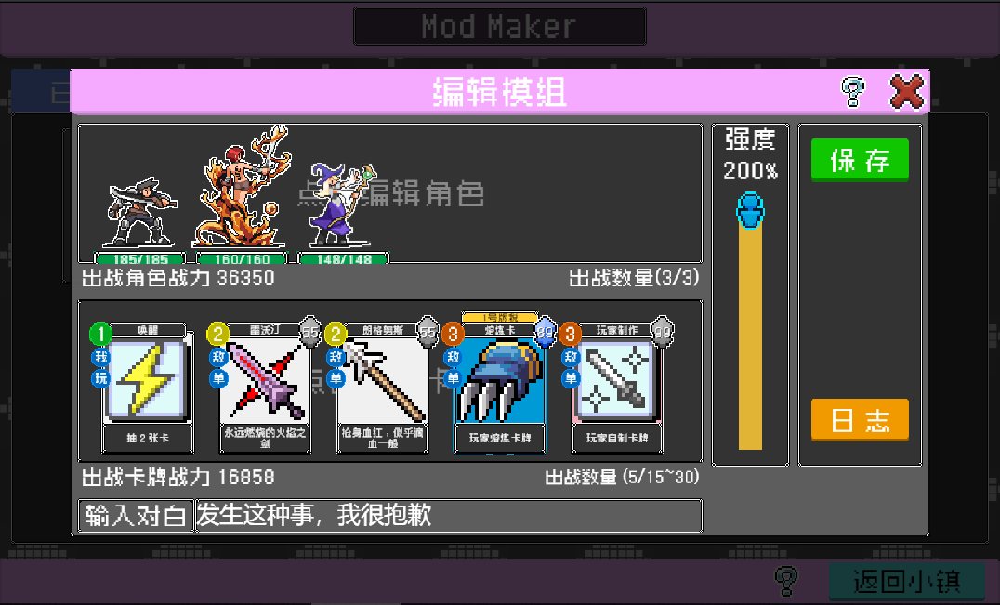 Mod Maker
已
编辑模组
点 编辑角色
185/185
160/160
148/148
出战角色战力 36350
出战数量(3/3)
强度
200%
保存
日志
1
唤醒
我
玩
抽 2 张卡
2
雷沃汀
55
敌
单
永远燃烧的火焰之
剑
2
朗格努斯
55
敌
单
枪身血红，似乎滴
血一般
1号版税
3
熔炼卡
89
敌
单
玩家熔炼卡牌
3
玩家制作
99
敌
单
玩家自制卡牌
点 卡
出战卡牌战力 16858
出战数量 (5/15~30)
输入对白
发生这种事，我很抱歉
返回小镇